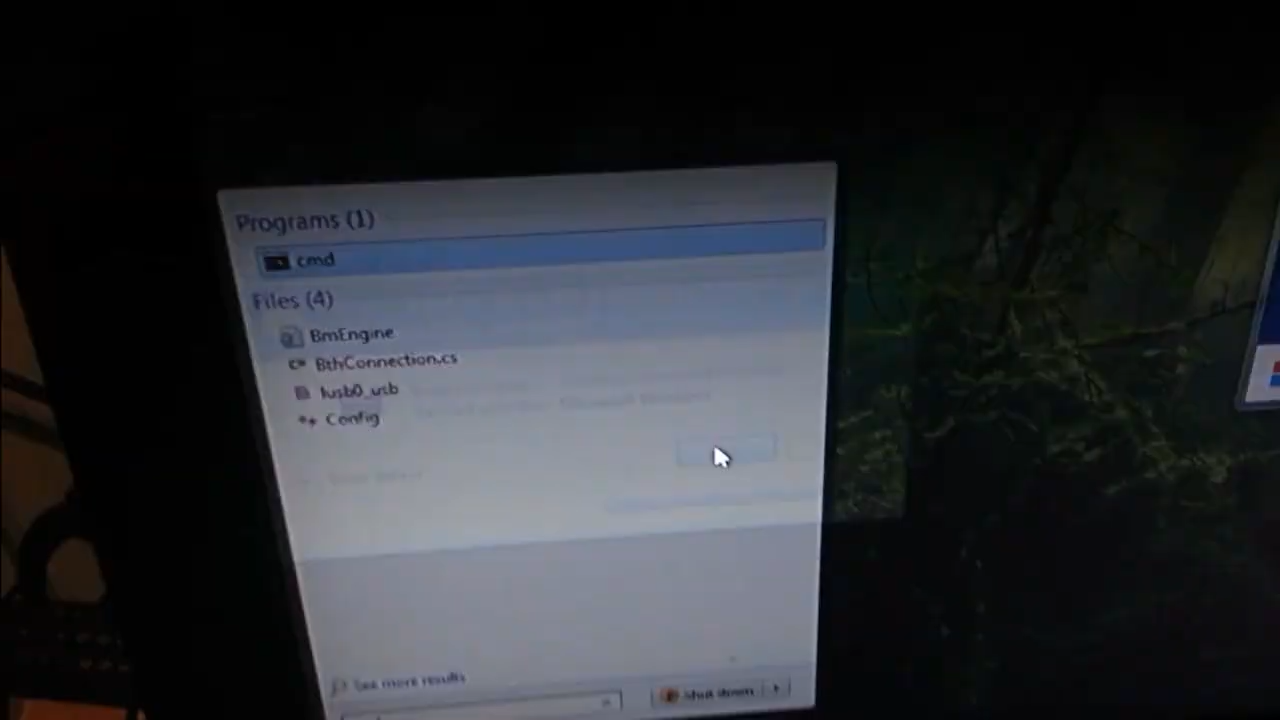 Programs (1)
cmd
Files (4)
BmEngine
BthConnection.cs
lusb0_usb
Config
See more results
Shut down